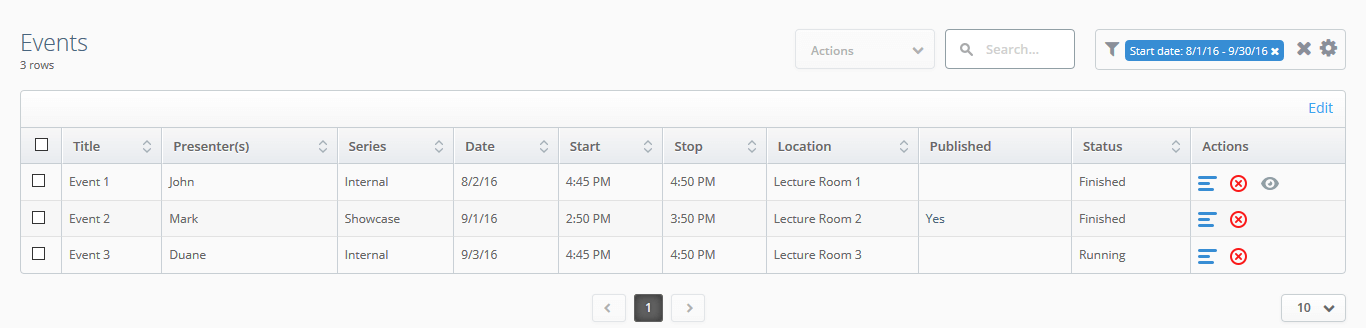 Events
3 rows
Actions
Search...
Start date: 8/1/16 - 9/30/16
Edit
Title Presenter(s) Series Date Start Stop Location Published Status Actions
Event 1 John Internal 8/2/16 4:45 PM 4:50 PM Lecture Room 1 Finished
Event 2 Mark Showcase 9/1/16 2:50 PM 3:50 PM Lecture Room 2 Yes Finished
Event 3 Duane Internal 9/3/16 4:45 PM 4:50 PM Lecture Room 3 Running
1
10